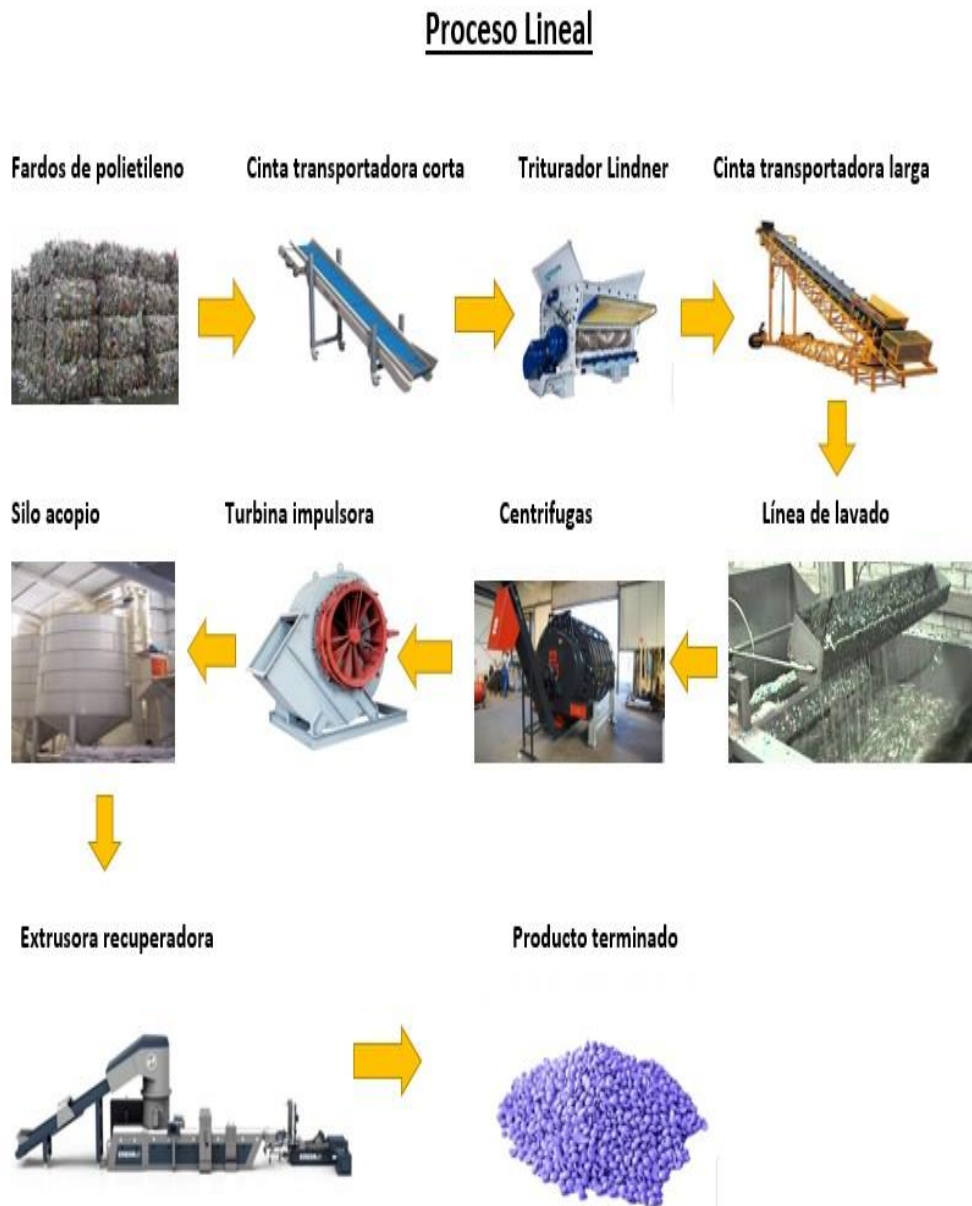 Proceso Lineal
Fardos de polietileno
Cinta transportadora corta
Triturador Lindner
Cinta transportadora larga
Silo acopio
Turbina impulsora
Centrifugas
Línea de lavado
Extrusora recuperadora
Producto terminado